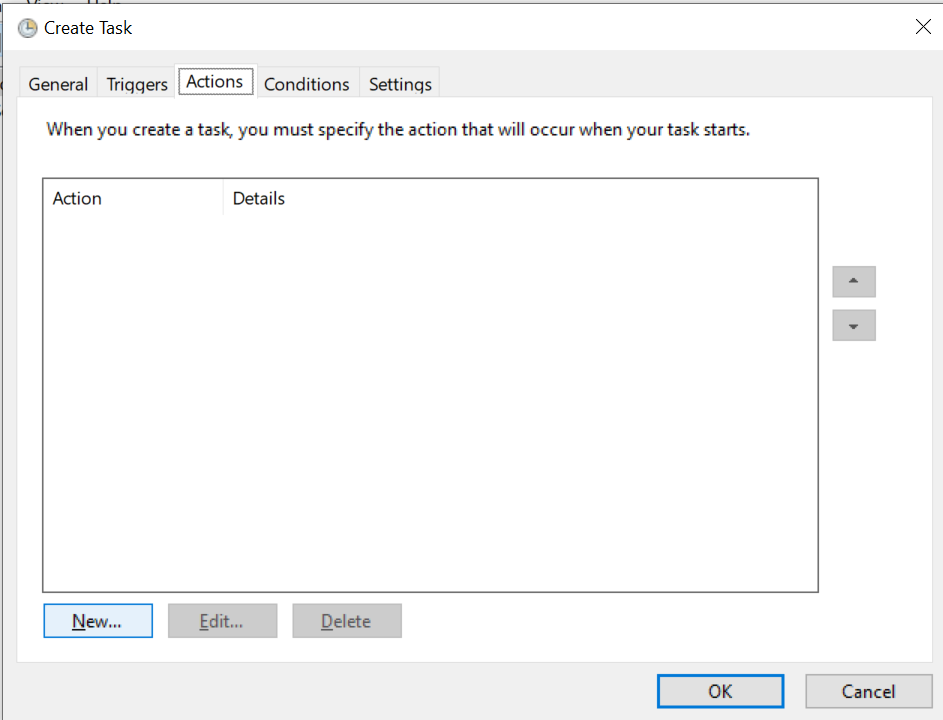 Create Task
General Triggers Actions Conditions Settings
When you create a task, you must specify the action that will occur when your task starts.
Action Details
New... Edit... Delete
OK Cancel